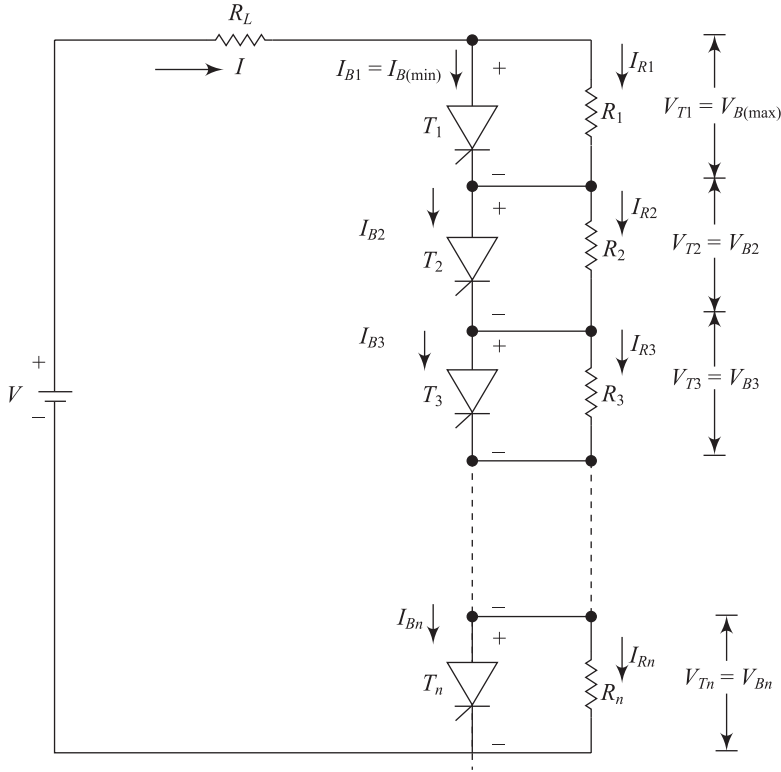 R_L
I
I_B1 = I_B(min)
+
I_R1
T_1
R_1
V_T1 = V_B(max)
−
+
I_R2
I_B2
T_2
R_2
V_T2 = V_B2
−
+
I_B3
I_R3
T_3
R_3
V_T3 = V_B3
+
V
−
−
−
I_Bn
+
I_Rn
T_n
R_n
V_Tn = V_Bn
−